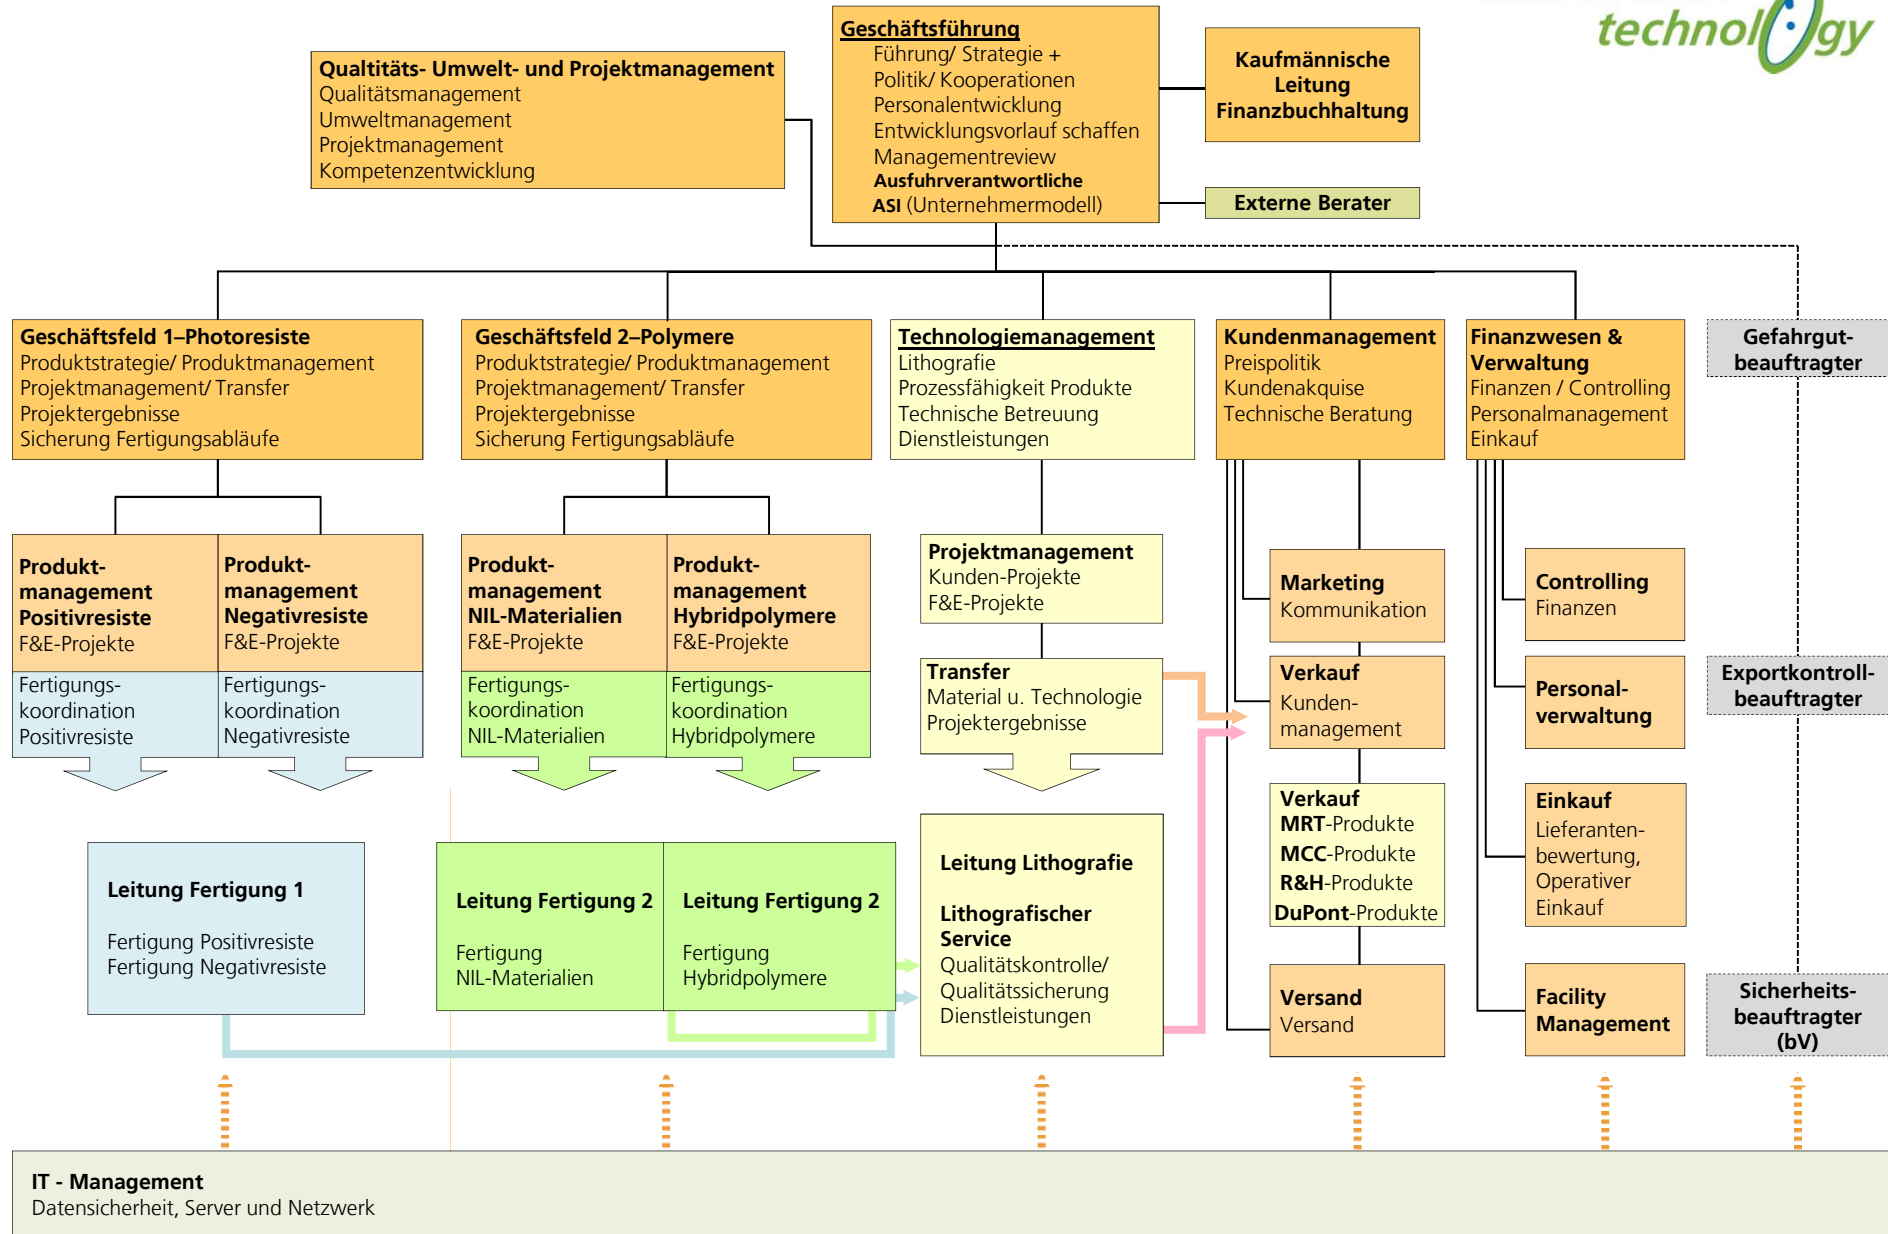 technology
Geschäftsführung
Führung/ Strategie +
Politik/ Kooperationen
Personalentwicklung
Entwicklungsvorlauf schaffen
Managementreview
Ausfuhrverantwortliche
ASI (Unternehmermodell)
Qualtitäts- Umwelt- und Projektmanagement
Qualitätsmanagement
Umweltmanagement
Projektmanagement
Kompetenzentwicklung
Kaufmännische
Leitung
Finanzbuchhaltung
Externe Berater
Geschäftsfeld 1–Photoresiste
Produktstrategie/ Produktmanagement
Projektmanagement/ Transfer
Projektergebnisse
Sicherung Fertigungsabläufe
Geschäftsfeld 2–Polymere
Produktstrategie/ Produktmanagement
Projektmanagement/ Transfer
Projektergebnisse
Sicherung Fertigungsabläufe
Technologiemanagement
Lithografie
Prozessfähigkeit Produkte
Technische Betreuung
Dienstleistungen
Kundenmanagement
Preispolitik
Kundenakquise
Technische Beratung
Finanzwesen &
Verwaltung
Finanzen / Controlling
Personalmanagement
Einkauf
Gefahrgut-
beauftragter
Produkt-
management
Positivresiste
F&E-Projekte
Produkt-
management
Negativresiste
F&E-Projekte
Produkt-
management
NIL-Materialien
F&E-Projekte
Produkt-
management
Hybridpolymere
F&E-Projekte
Projektmanagement
Kunden-Projekte
F&E-Projekte
Marketing
Kommunikation
Controlling
Finanzen
Fertigungs-
koordination
Positivresiste
Fertigungs-
koordination
Negativresiste
Fertigungs-
koordination
NIL-Materialien
Fertigungs-
koordination
Hybridpolymere
Transfer
Material u. Technologie
Projektergebnisse
Verkauf
Kunden-
management
Personal-
verwaltung
Exportkontroll-
beauftragter
Verkauf
MRT-Produkte
MCC-Produkte
R&H-Produkte
DuPont-Produkte
Einkauf
Lieferanten-
bewertung,
Operativer
Einkauf
Leitung Fertigung 1
Fertigung Positivresiste
Fertigung Negativresiste
Leitung Fertigung 2
Fertigung
NIL-Materialien
Leitung Fertigung 2
Fertigung
Hybridpolymere
Leitung Lithografie
Lithografischer
Service
Qualitätskontrolle/
Qualitätssicherung
Dienstleistungen
Versand
Versand
Facility
Management
Sicherheits-
beauftragter
(bV)
IT - Management
Datensicherheit, Server und Netzwerk